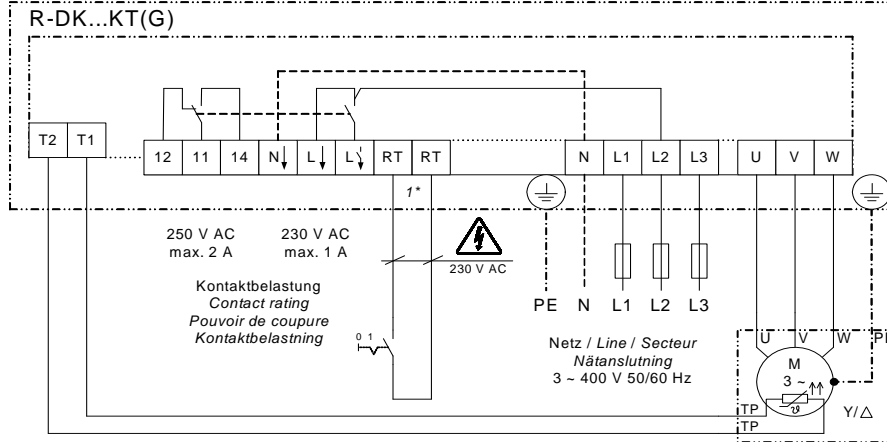 R-DK...KT(G)
T2 T1
12 11 14 N L L RT RT N L1 L2 L3 U V W
1*
250 V AC
max. 2 A
230 V AC
max. 1 A
230 V AC
Kontaktbelastung
Contact rating
Pouvoir de coupure
Kontaktbelastning
0 1
PE N L1 L2 L3
Netz / Line / Secteur
Nätanslutning
3 ~ 400 V 50/60 Hz
U V W PE
M
3 ~
ϑ
TP
TP
Y/△